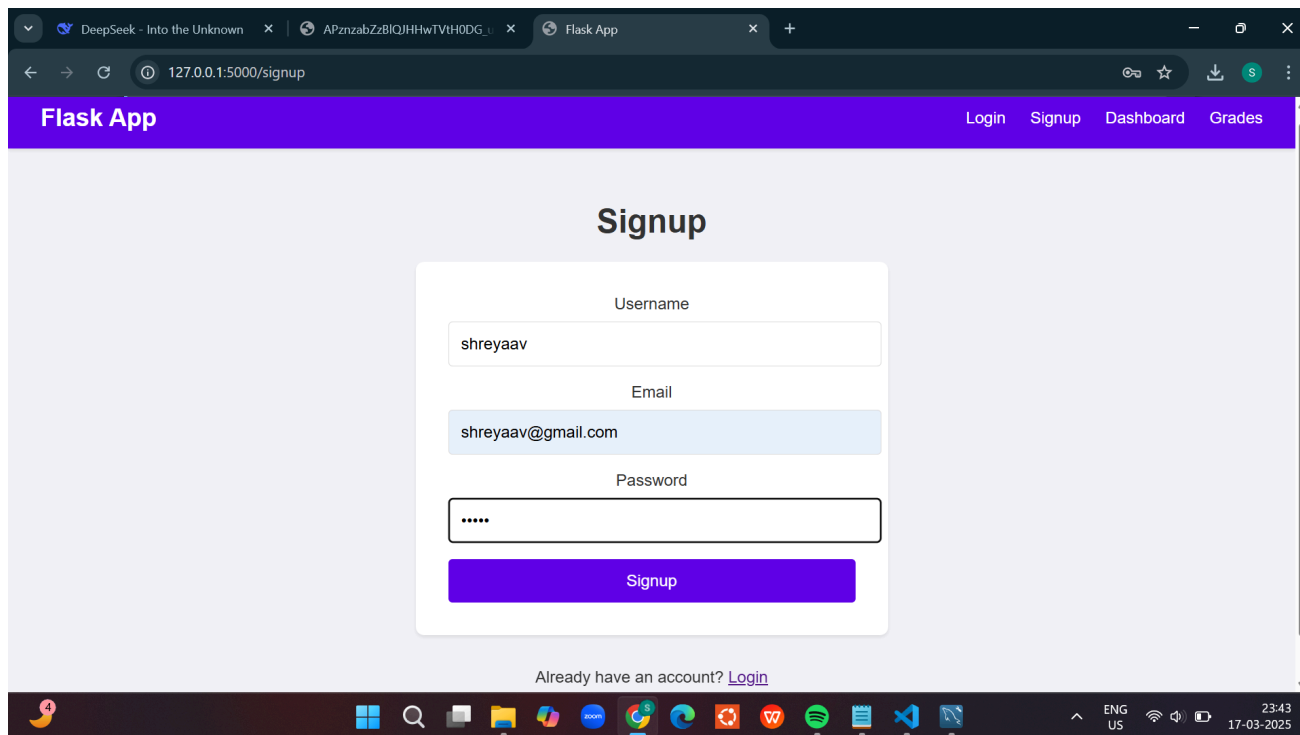 DeepSeek - Into the Unknown
Flask App
127.0.0.1:5000/signup
S
Flask App
Login Signup Dashboard Grades
Signup
Username
shreyaav
Email
shreyaav@gmail.com
Password
•••••
Signup
Already have an account? Login
4
zoom
S
ENG
US
23:43
17-03-2025